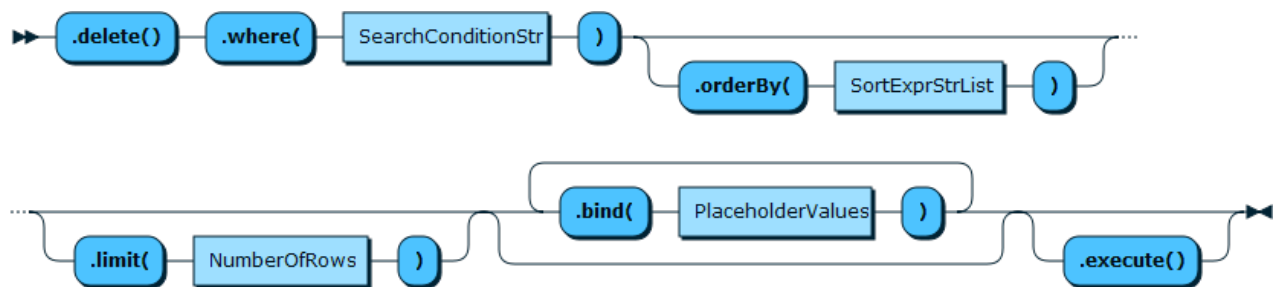 .delete() .where( SearchConditionStr )
.orderBy( SortExprStrList )
.bind( PlaceholderValues )
.limit( NumberOfRows )
.execute()